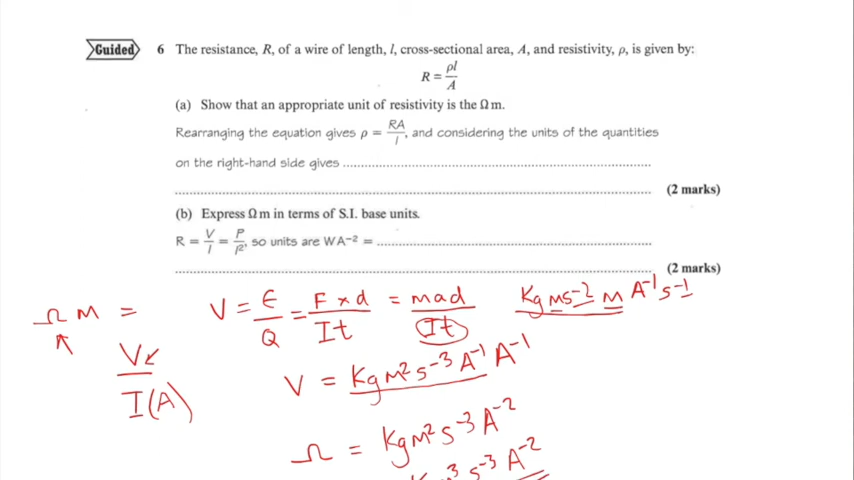 Guided 6 The resistance, R, of a wire of length, l, cross-sectional area, A, and resistivity, ρ, is given by:
R = ρl/A
(a) Show that an appropriate unit of resistivity is the Ω m.
Rearranging the equation gives ρ = RA/l, and considering the units of the quantities
on the right-hand side gives ..........................................................................
..........................................................................
(2 marks)
(b) Express Ω m in terms of S.I. base units.
R = V/I = P/I², so units are WA⁻² = ..........................................................................
..........................................................................
(2 marks)
Ω M = V = E/Q = F x d/It = mad/It Kg ms⁻² m A⁻¹ s⁻¹
V/I(A)
V = Kg m² s⁻³ A⁻¹ A⁻¹
Ω = Kg m² s⁻³ A⁻²
m³ s⁻³ A⁻²